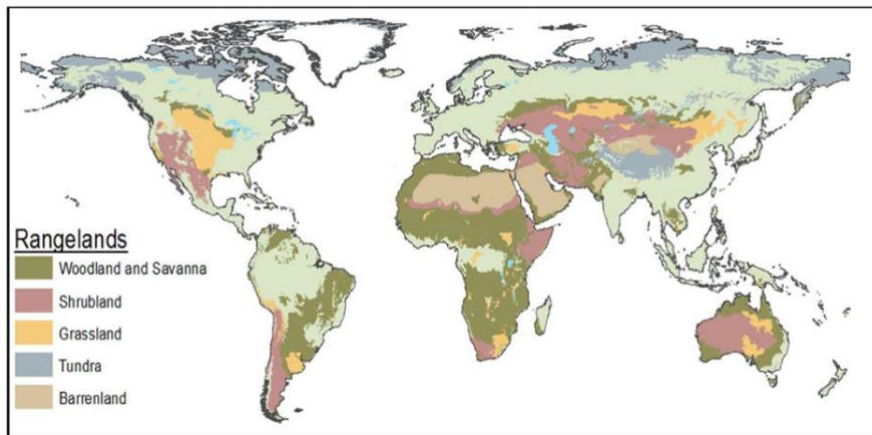 Rangelands
Woodland and Savanna
Shrubland
Grassland
Tundra
Barrenland